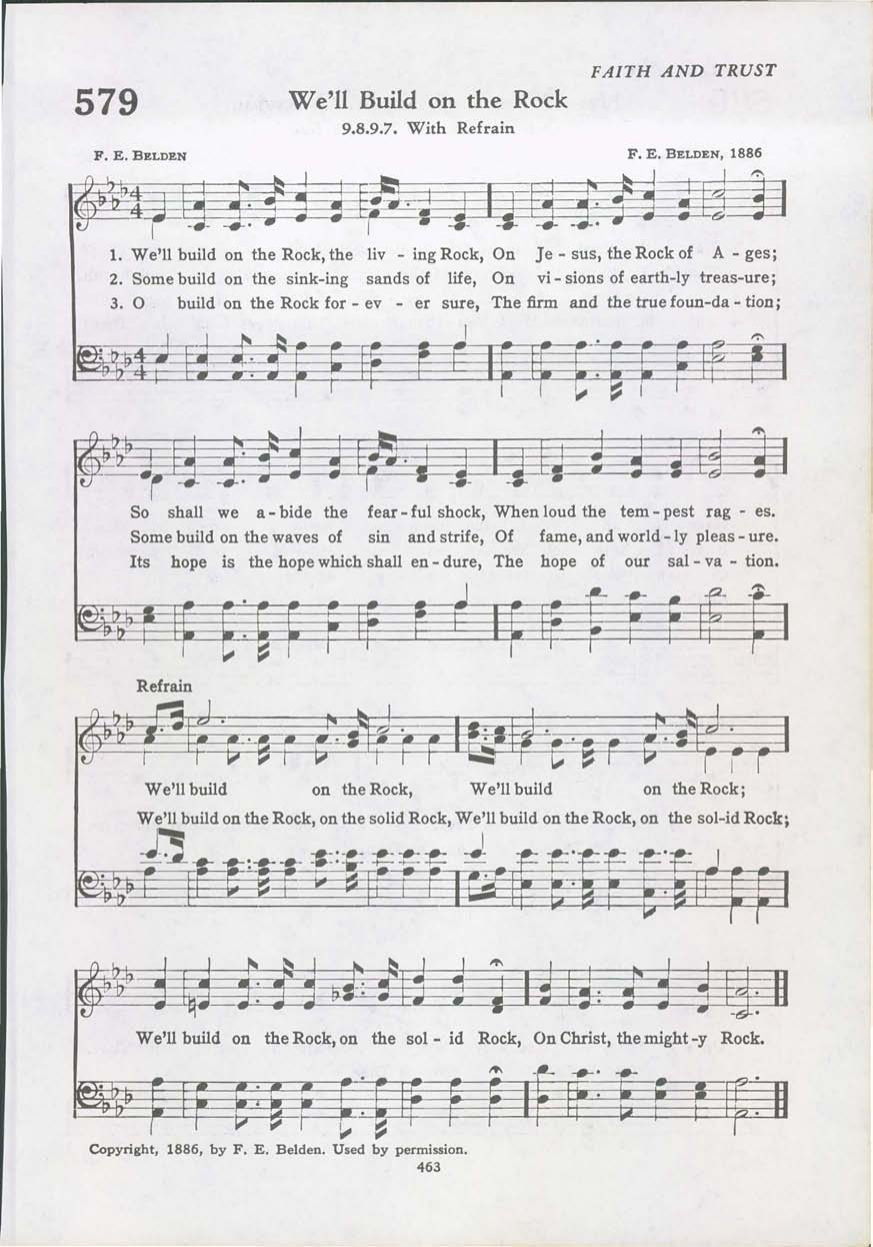 FAITH AND TRUST
579 We'll Build on the Rock
9.8.9.7. With Refrain
F. E. BELDEN F. E. BELDEN, 1886
1. We'll build on the Rock, the liv - ing Rock, On Je - sus, the Rock of A - ges;
2. Some build on the sink-ing sands of life, On vi - sions of earth-ly treas-ure;
3. O build on the Rock for - ev - er sure, The firm and the true foun-da - tion;
So shall we a - bide the fear - ful shock, When loud the tem - pest rag - es.
Some build on the waves of sin and strife, Of fame, and world - ly pleas - ure.
Its hope is the hope which shall en - dure, The hope of our sal - va - tion.
Refrain
We'll build on the Rock, We'll build on the Rock;
We'll build on the Rock, on the solid Rock, We'll build on the Rock, on the sol-id Rock;
We'll build on the Rock, on the sol - id Rock, On Christ, the might-y Rock.
Copyright, 1886, by F. E. Belden. Used by permission.
463